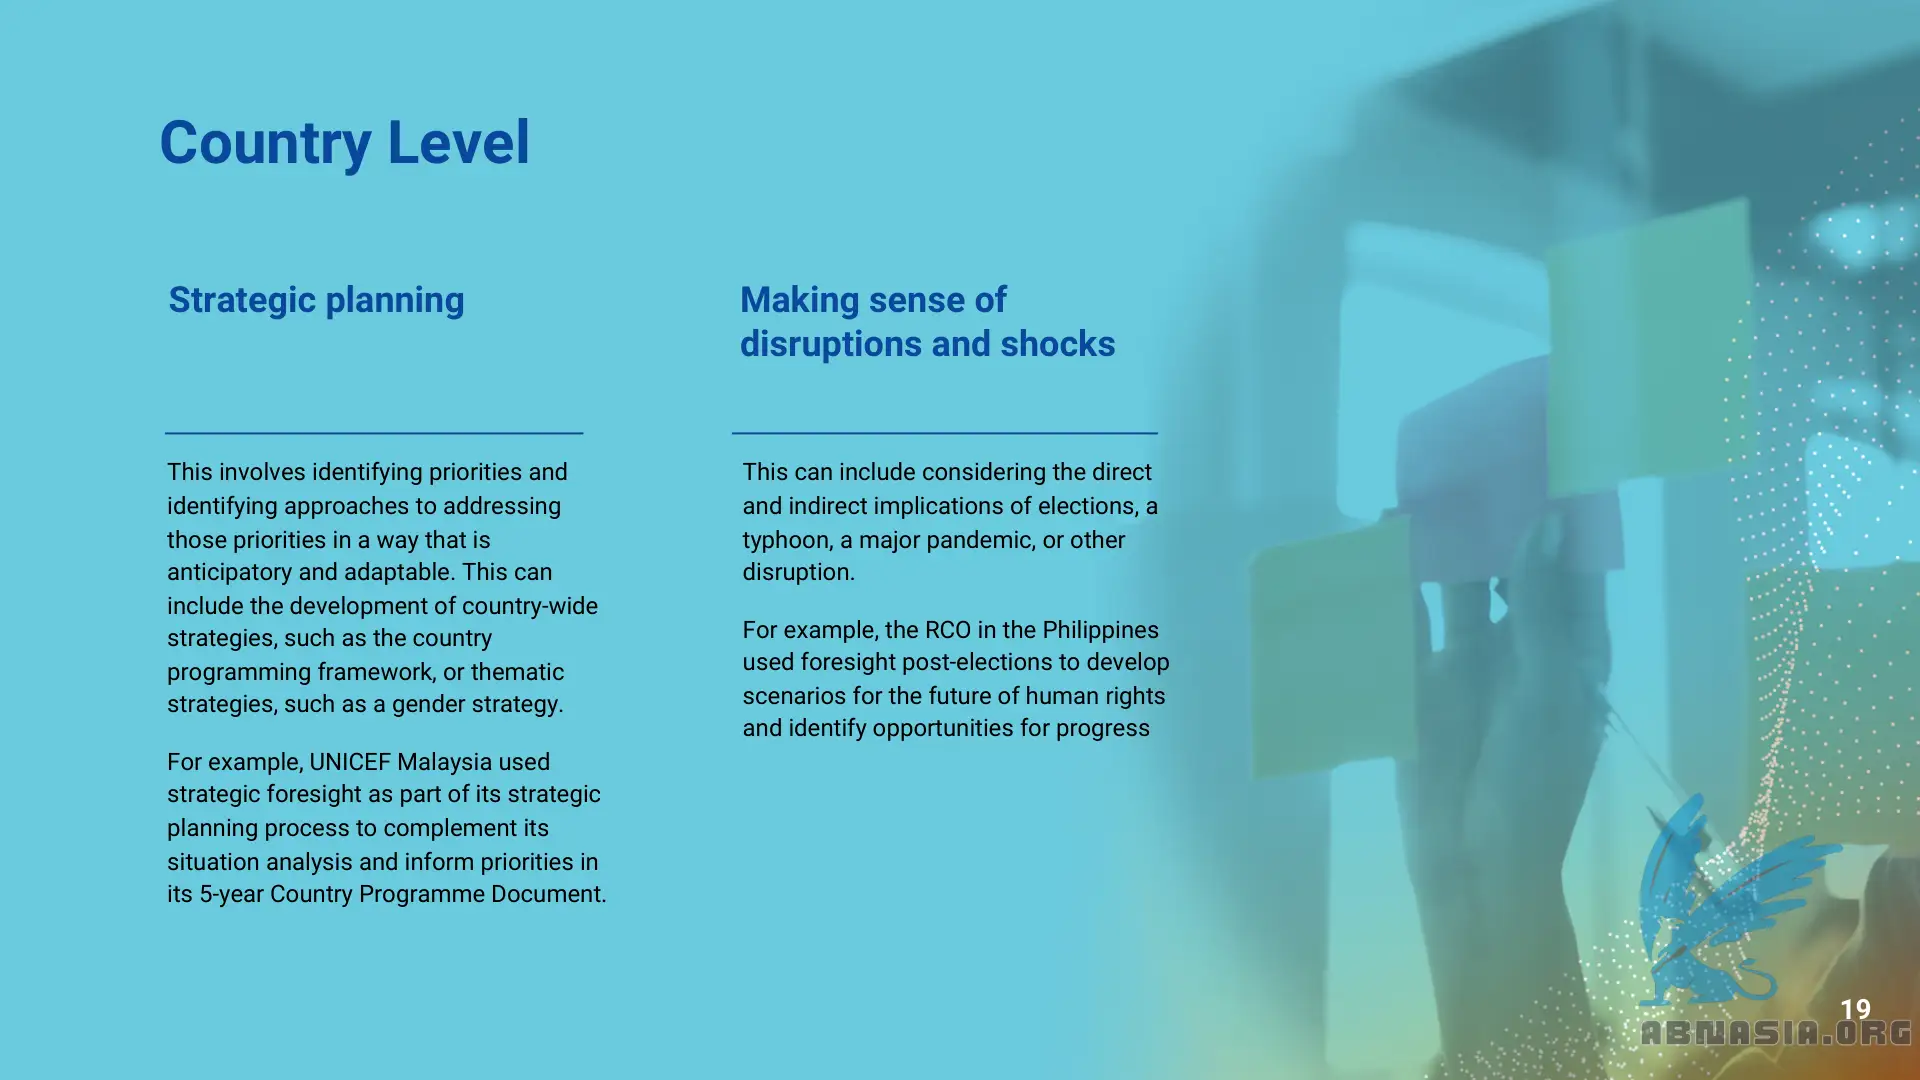 Country Level
Strategic planning
This involves identifying priorities and
identifying approaches to addressing
those priorities in a way that is
anticipatory and adaptable. This can
include the development of country-wide
strategies, such as the country
programming framework, or thematic
strategies, such as a gender strategy.
For example, UNICEF Malaysia used
strategic foresight as part of its strategic
planning process to complement its
situation analysis and inform priorities in
its 5-year Country Programme Document.
Making sense of
disruptions and shocks
This can include considering the direct
and indirect implications of elections, a
typhoon, a major pandemic, or other
disruption.
For example, the RCO in the Philippines
used foresight post-elections to develop
scenarios for the future of human rights
and identify opportunities for progress
19
ABNASIA.ORG